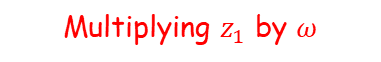 Multiplying z₁ by ω